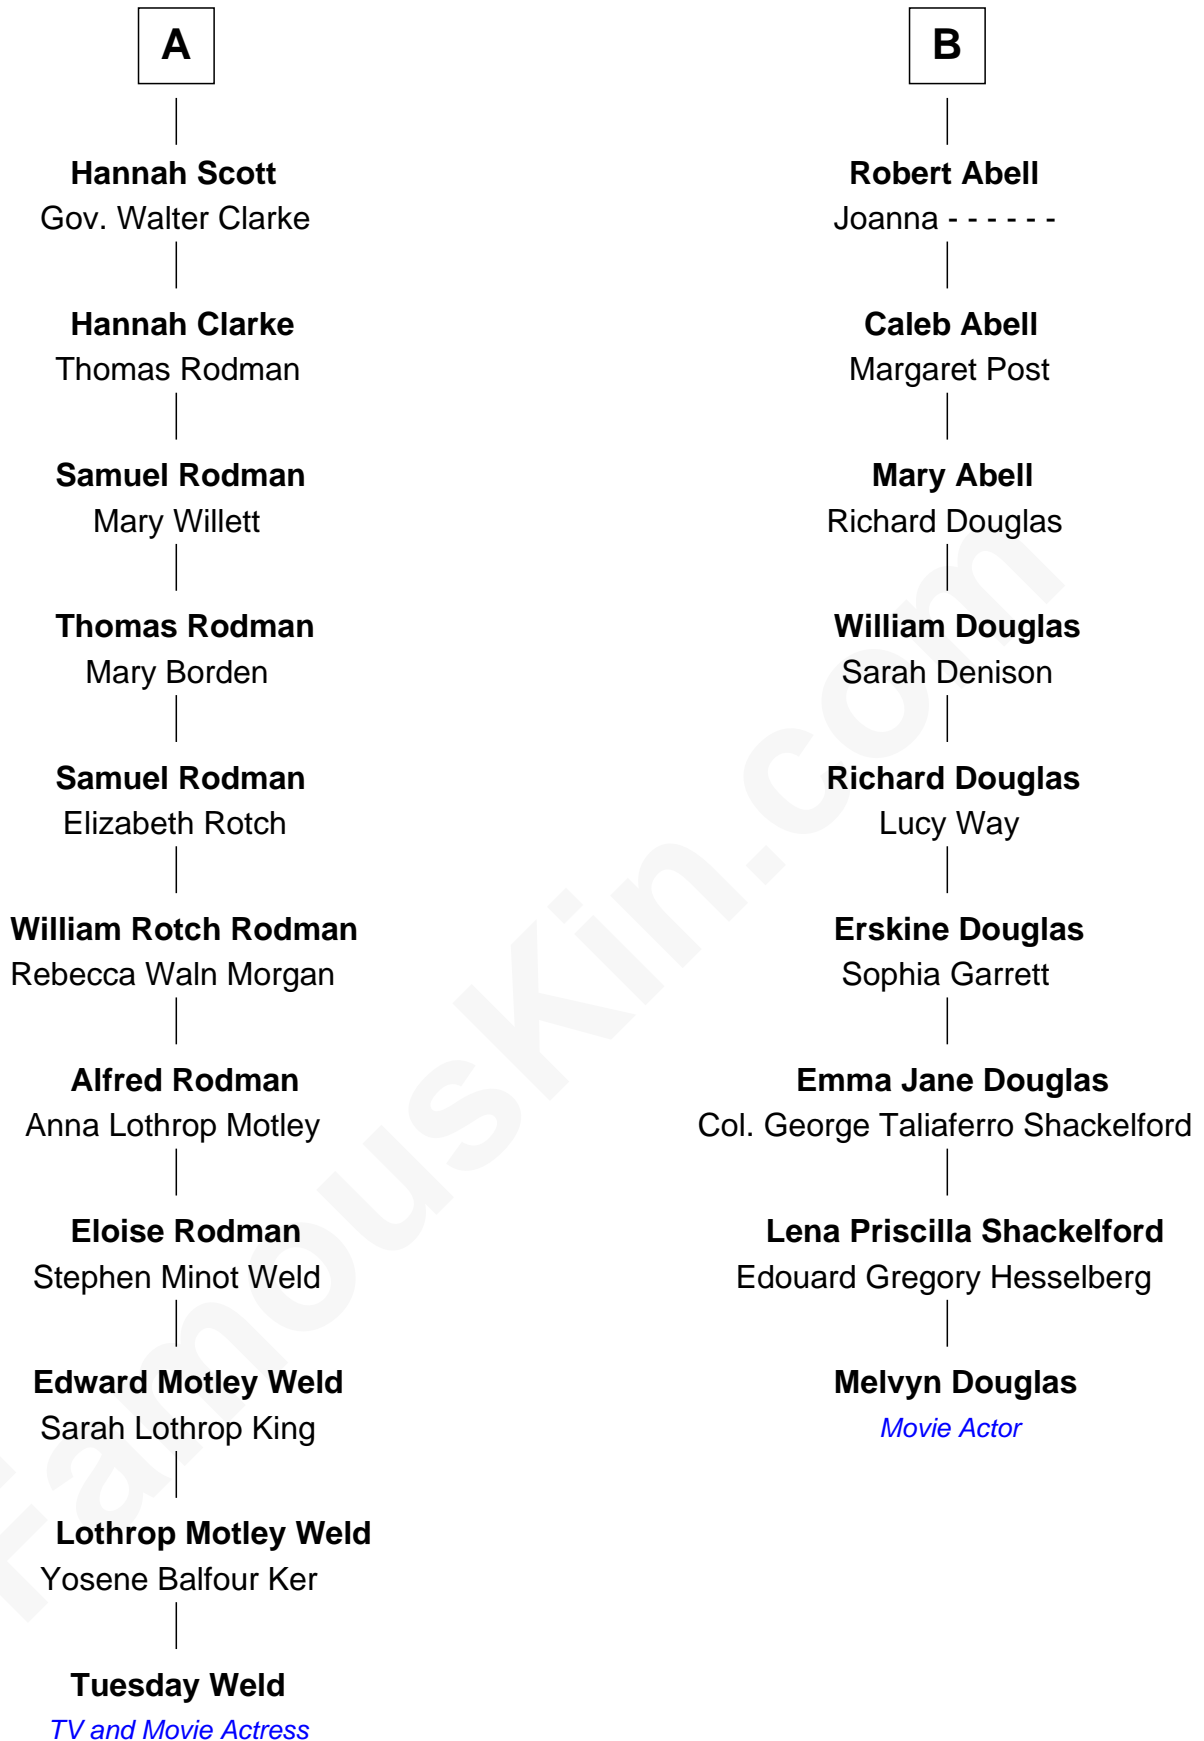 A
Hannah Scott
Gov. Walter Clarke
Hannah Clarke
Thomas Rodman
Samuel Rodman
Mary Willett
Thomas Rodman
Mary Borden
Samuel Rodman
Elizabeth Rotch
William Rotch Rodman
Rebecca Waln Morgan
Alfred Rodman
Anna Lothrop Motley
Eloise Rodman
Stephen Minot Weld
Edward Motley Weld
Sarah Lothrop King
Lothrop Motley Weld
Yosene Balfour Ker
Tuesday Weld
TV and Movie Actress
B
Robert Abell
Joanna - - - - - -
Caleb Abell
Margaret Post
Mary Abell
Richard Douglas
William Douglas
Sarah Denison
Richard Douglas
Lucy Way
Erskine Douglas
Sophia Garrett
Emma Jane Douglas
Col. George Taliaferro Shackelford
Lena Priscilla Shackelford
Edouard Gregory Hesselberg
Melvyn Douglas
Movie Actor
FamousKin.com